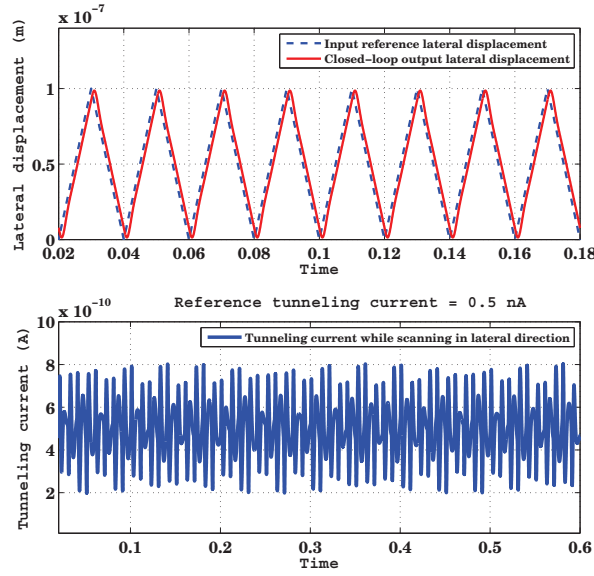 x 10⁻⁷
Lateral displacement (m)
1
0.5
0
Input reference lateral displacement
Closed-loop output lateral displacement
0.02 0.04 0.06 0.08 0.1 0.12 0.14 0.16 0.18
Time
Reference tunneling current = 0.5 nA
x 10⁻¹⁰
Tunneling current (A)
10
8
6
4
2
Tunneling current while scanning in lateral direction
0.1 0.2 0.3 0.4 0.5 0.6
Time